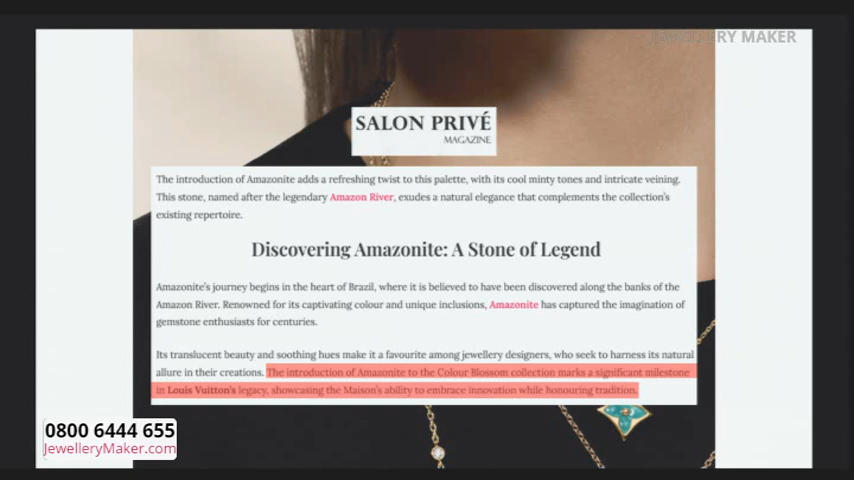 JEWELLERY MAKER
SALON PRIVÉ
MAGAZINE
The introduction of Amazonite adds a refreshing twist to this palette, with its cool minty tones and intricate veining.
This stone, named after the legendary Amazon River, exudes a natural elegance that complements the collection's
existing repertoire.
Discovering Amazonite: A Stone of Legend
Amazonite's journey begins in the heart of Brazil, where it is believed to have been discovered along the banks of the
Amazon River. Renowned for its captivating colour and unique inclusions, Amazonite has captured the imagination of
gemstone enthusiasts for centuries.
Its translucent beauty and soothing hues make it a favourite among jewellery designers, who seek to harness its natural
allure in their creations. The introduction of Amazonite to the Colour Blossom collection marks a significant milestone
in Louis Vuitton's legacy, showcasing the Maison's ability to embrace innovation while honouring tradition.
0800 6444 655
JewelleryMaker.com